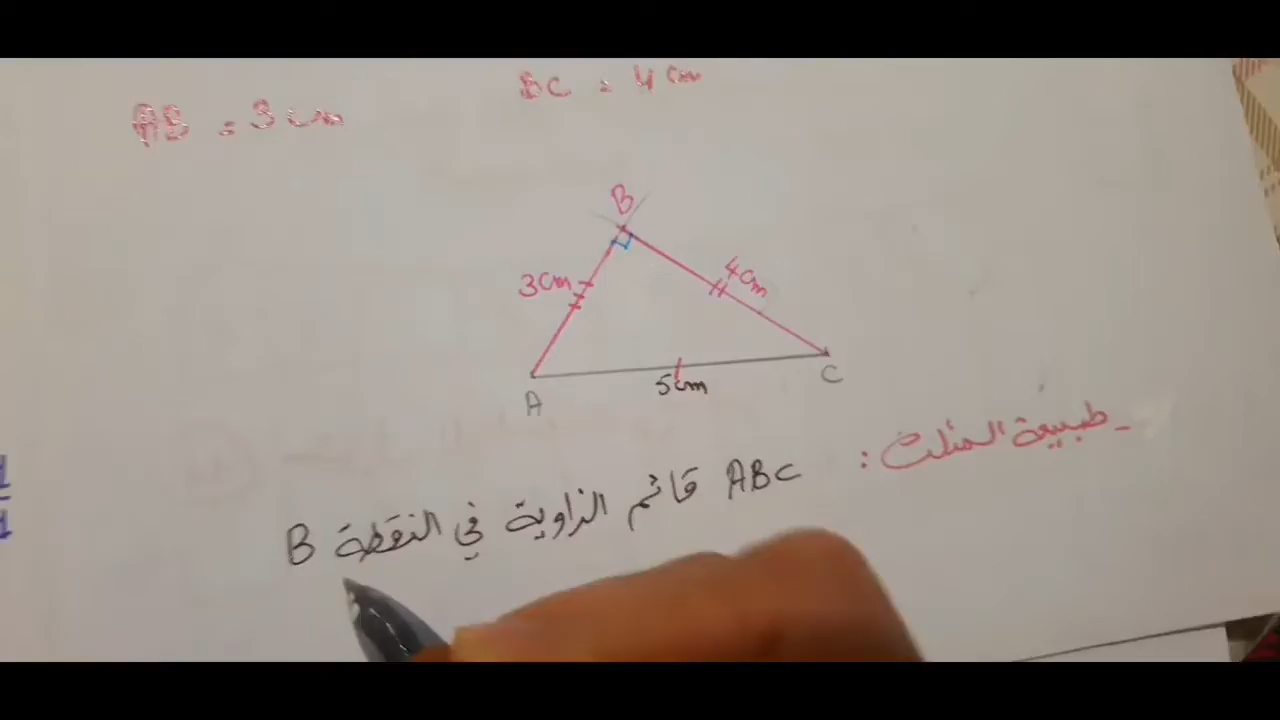 AB = 3 cm
BC = 4 cm
B
3cm
4cm
A
5cm
C
- طبيعة المثلث :
ABC قائم الزاوية في النقطة B